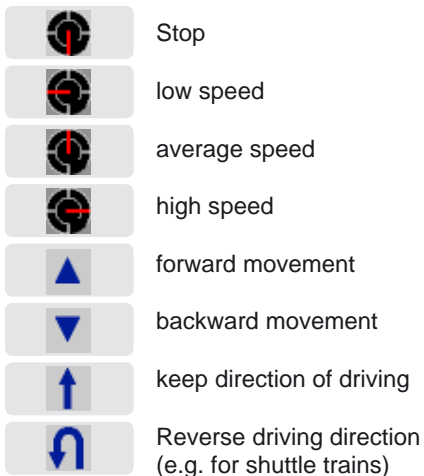 Stop
low speed
average speed
high speed
forward movement
backward movement
keep direction of driving
Reverse driving direction
(e.g. for shuttle trains)